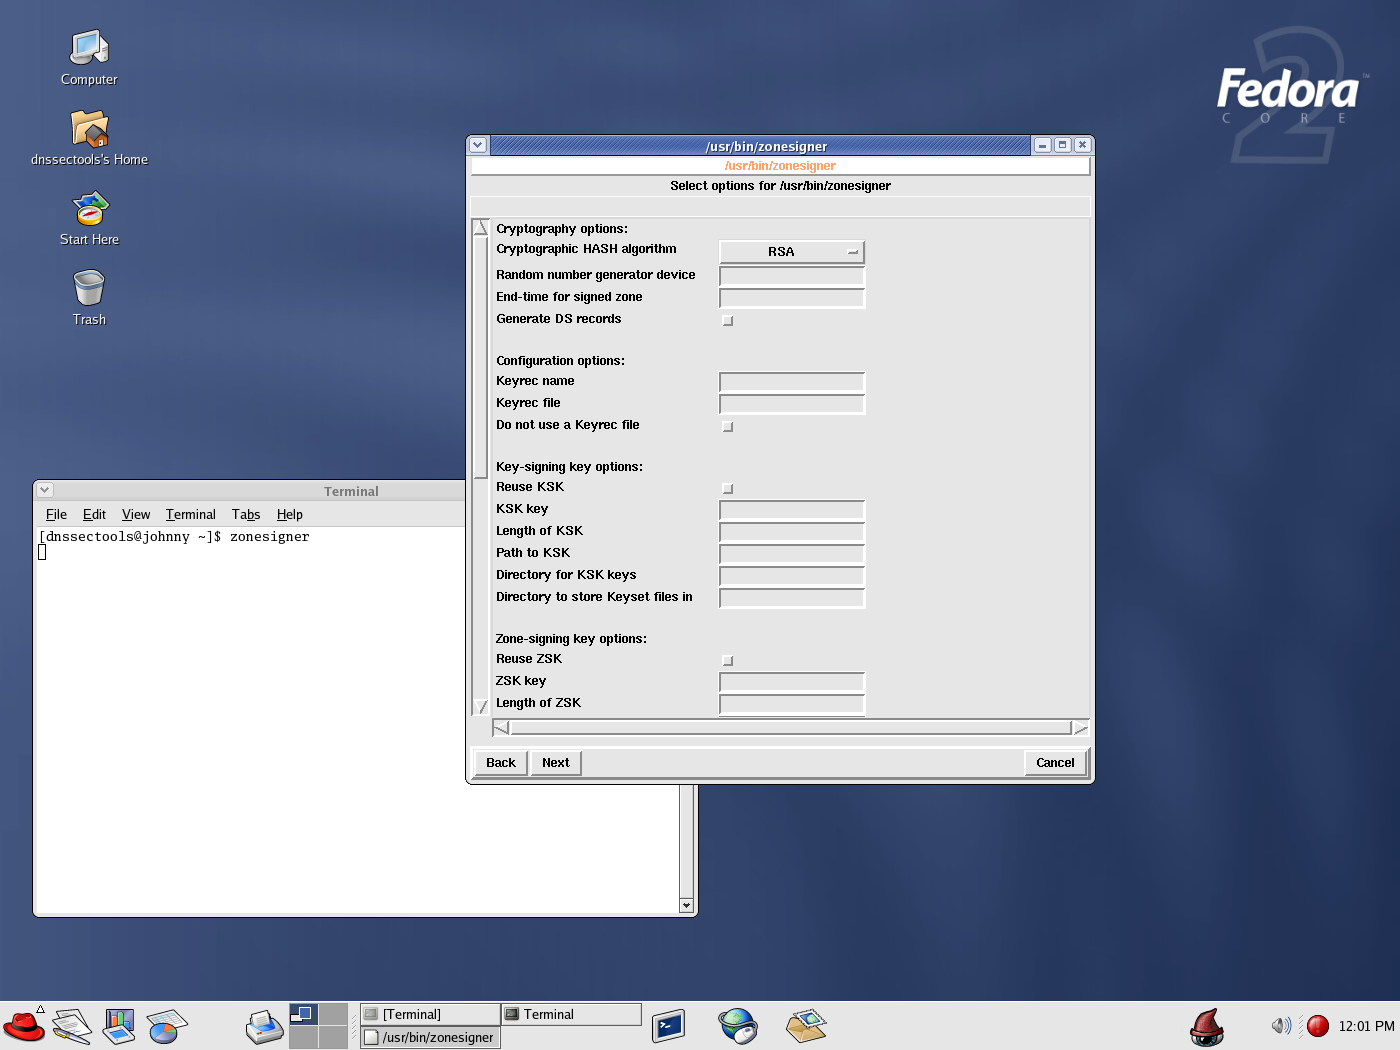 Computer
dnssectools's Home
Start Here
Trash
Fedora™
CORE
2
/usr/bin/zonesigner
/usr/bin/zonesigner
Select options for /usr/bin/zonesigner
Cryptography options:
Cryptographic HASH algorithm RSA
Random number generator device
End-time for signed zone
Generate DS records
Configuration options:
Keyrec name
Keyrec file
Do not use a Keyrec file
Key-signing key options:
Reuse KSK
KSK key
Length of KSK
Path to KSK
Directory for KSK keys
Directory to store Keyset files in
Zone-signing key options:
Reuse ZSK
ZSK key
Length of ZSK
Back Next Cancel
Terminal
File Edit View Terminal Tabs Help
[dnssectools@johnny ~]$ zonesigner
[Terminal] Terminal
/usr/bin/zonesigner
12:01 PM